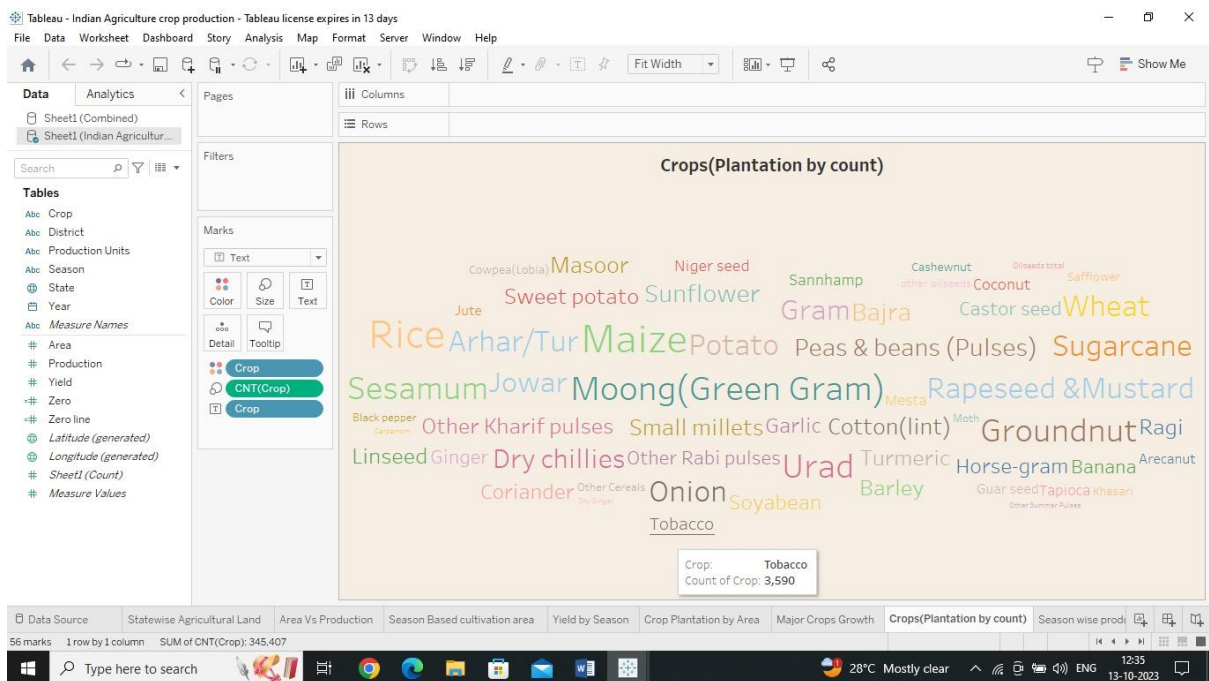 Tableau - Indian Agriculture crop production - Tableau license expires in 13 days
File Data Worksheet Dashboard Story Analysis Map Format Server Window Help
Fit Width
Show Me
Data Analytics
Sheet1 (Combined)
Sheet1 (Indian Agricultur...
Search
Tables
Abc Crop
Abc District
Abc Production Units
Abc Season
State
Year
Abc Measure Names
# Area
# Production
# Yield
=# Zero
=# Zero line
Latitude (generated)
Longitude (generated)
# Sheet1 (Count)
# Measure Values
Pages
Filters
Marks
Text
Color Size Text
Detail Tooltip
Crop
CNT(Crop)
Crop
Columns
Rows
Crops(Plantation by count)
Cowpea(Lobia) Masoor Niger seed Sannhamp Cashewnut Oilseeds total
other oilseeds Coconut Safflower
Jute Sweet potato Sunflower Gram Bajra Castor seed Wheat
Rice Arhar/Tur Maize Potato Peas & beans (Pulses) Sugarcane
Sesamum Jowar Moong(Green Gram) Mesta Rapeseed &Mustard
Black pepper
Cardamom Other Kharif pulses Small millets Garlic Cotton(lint) Moth Groundnut Ragi
Linseed Ginger Dry chillies Other Rabi pulses Urad Turmeric Horse-gram Banana Arecanut
Coriander Other Cereals Dry Ginger Onion Soyabean Barley Guar seed Tapioca Khesari
Other Summer Pulses
Tobacco
Crop: Tobacco
Count of Crop: 3,590
Data Source Statewise Agricultural Land Area Vs Production Season Based cultivation area Yield by Season Crop Plantation by Area Major Crops Growth Crops(Plantation by count) Season wise produ
56 marks 1 row by 1 column SUM of CNT(Crop): 345,407
Type here to search
28°C Mostly clear
ENG
12:35
13-10-2023